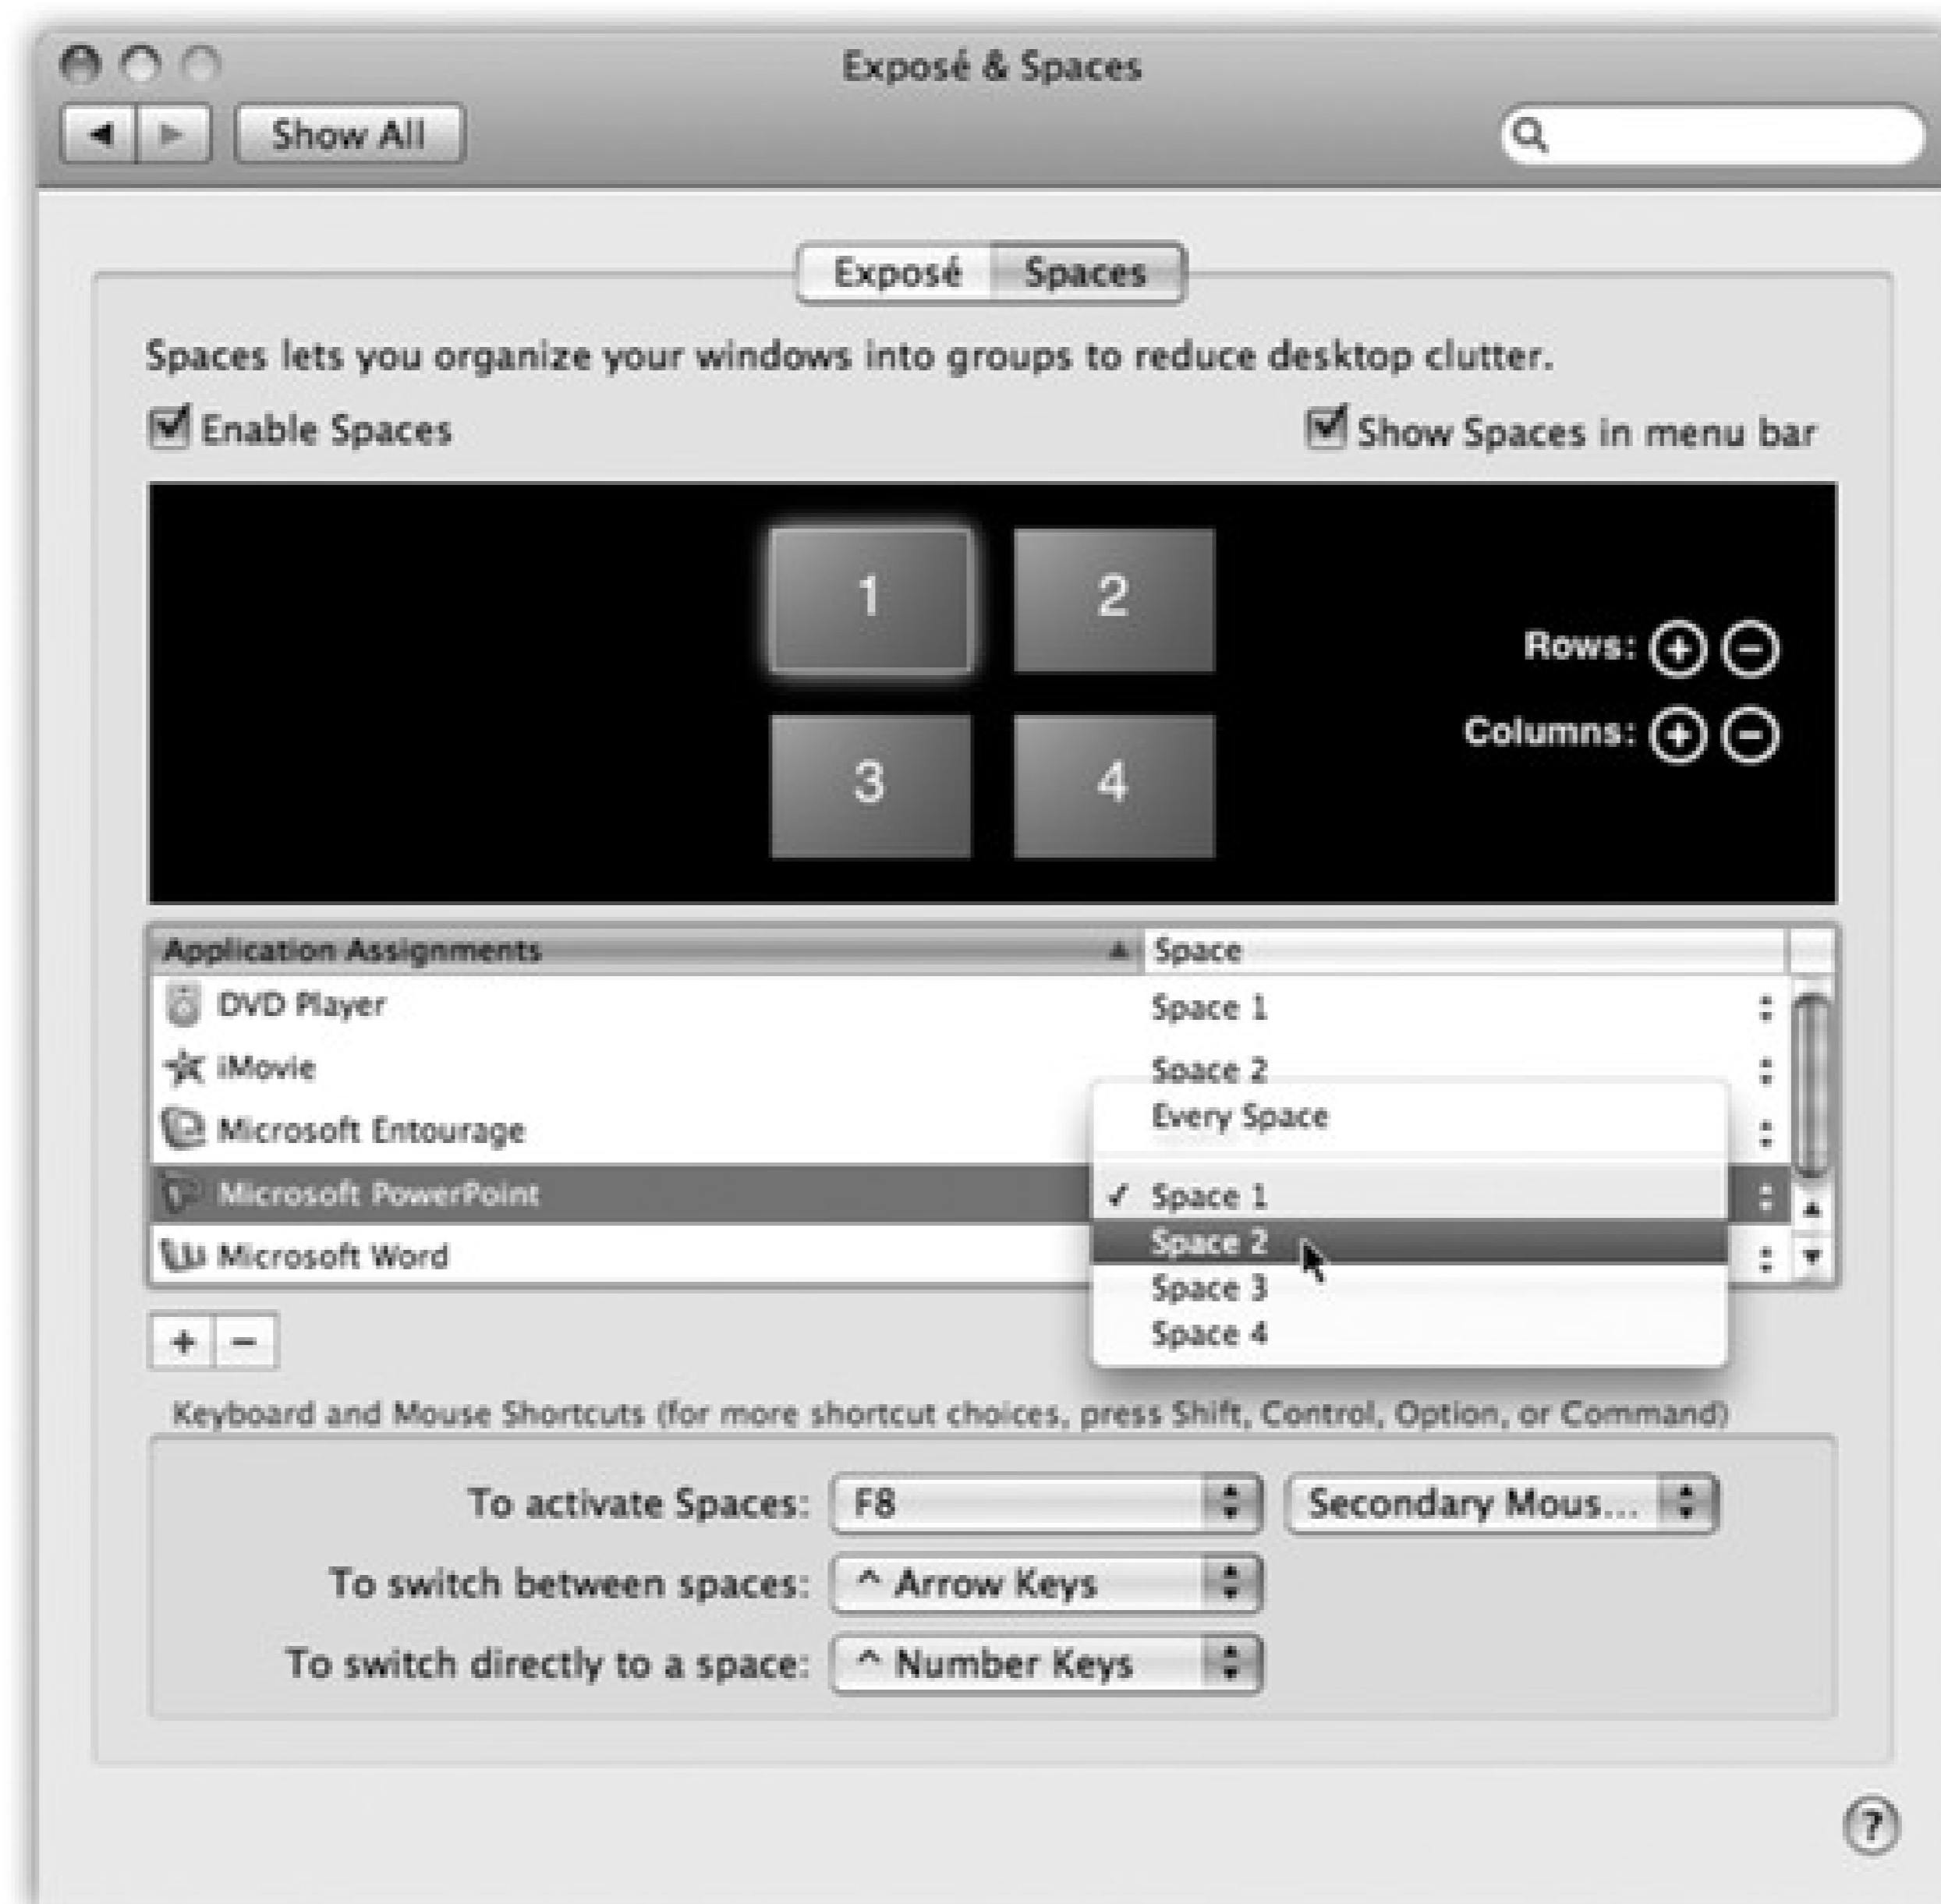 Exposé & Spaces
Show All
Exposé Spaces
Spaces lets you organize your windows into groups to reduce desktop clutter.
Enable Spaces Show Spaces in menu bar
1 2
Rows:
Columns:
3 4
Application Assignments Space
DVD Player Space 1
iMovie Space 2
Every Space
Microsoft Entourage
Microsoft PowerPoint ✓ Space 1
Space 2
Microsoft Word
Space 3
Space 4
+ −
Keyboard and Mouse Shortcuts (for more shortcut choices, press Shift, Control, Option, or Command)
To activate Spaces: F8 Secondary Mous...
To switch between spaces: ^ Arrow Keys
To switch directly to a space: ^ Number Keys
?